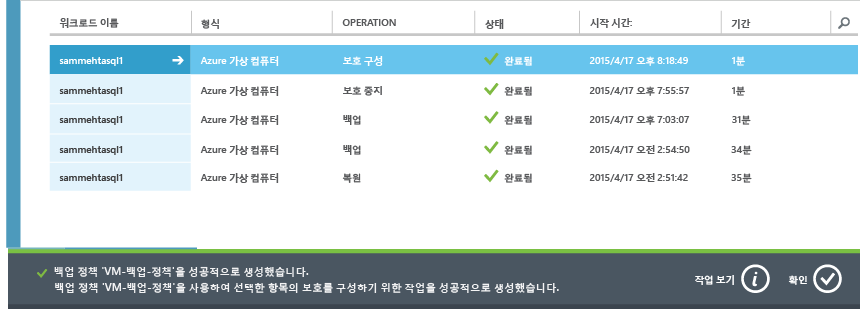 워크로드 이름 형식 OPERATION 상태 시작 시간: 기간
sammehtasql1 Azure 가상 컴퓨터 보호 구성 완료됨 2015/4/17 오후 8:18:49 1분
sammehtasql1 Azure 가상 컴퓨터 보호 중지 완료됨 2015/4/17 오후 7:55:57 1분
sammehtasql1 Azure 가상 컴퓨터 백업 완료됨 2015/4/17 오후 7:03:07 31분
sammehtasql1 Azure 가상 컴퓨터 백업 완료됨 2015/4/17 오전 2:54:50 34분
sammehtasql1 Azure 가상 컴퓨터 복원 완료됨 2015/4/17 오전 2:51:42 35분
백업 정책 'VM-백업-정책'을 성공적으로 생성했습니다.
백업 정책 'VM-백업-정책'을 사용하여 선택한 항목의 보호를 구성하기 위한 작업을 성공적으로 생성했습니다.
작업 보기 확인